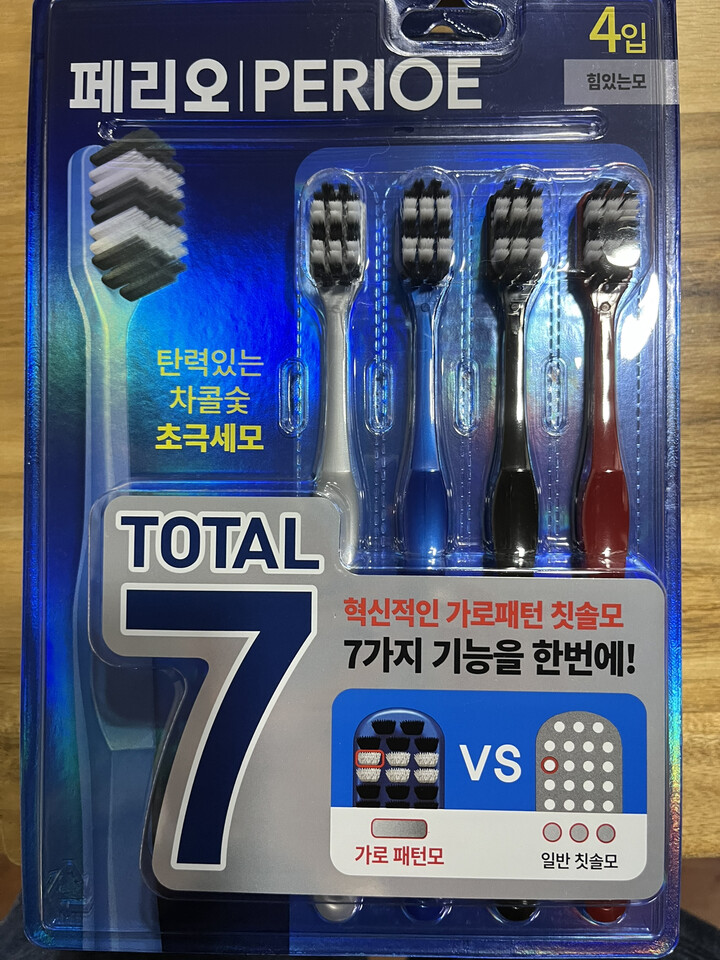 4입
힘있는모
페리오 | PERIOE
탄력있는
차콜숯
초극세모
TOTAL
7
혁신적인 가로패턴 칫솔모
7가지 기능을 한번에!
VS
가로 패턴모
일반 칫솔모